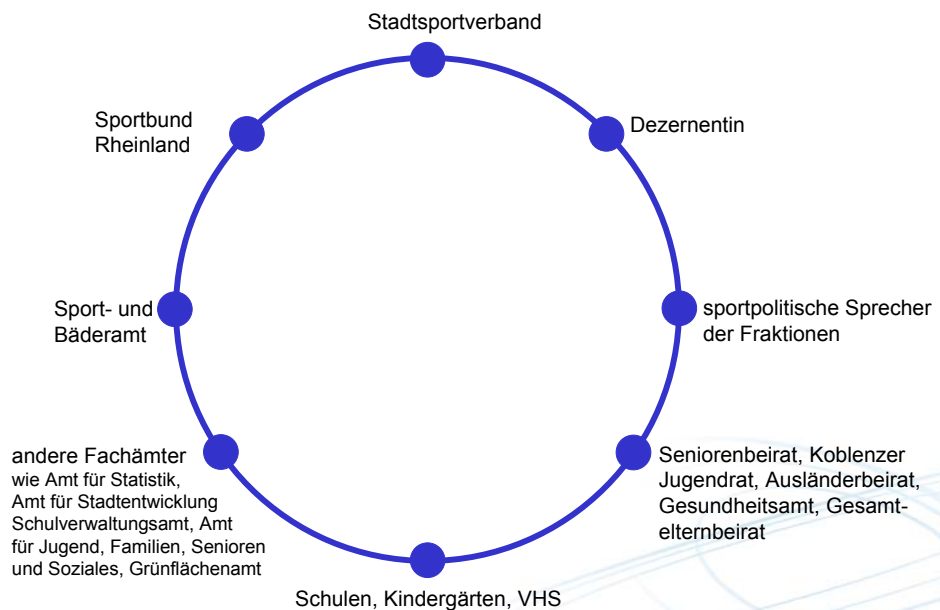 Stadtsportverband
Dezernentin
sportpolitische Sprecher
der Fraktionen
Seniorenbeirat, Koblenzer
Jugendrat, Ausländerbeirat,
Gesundheitsamt, Gesamt-
elternbeirat
Schulen, Kindergärten, VHS
andere Fachämter
wie Amt für Statistik,
Amt für Stadtentwicklung
Schulverwaltungsamt, Amt
für Jugend, Familien, Senioren
und Soziales, Grünflächenamt
Sport- und
Bäderamt
Sportbund
Rheinland